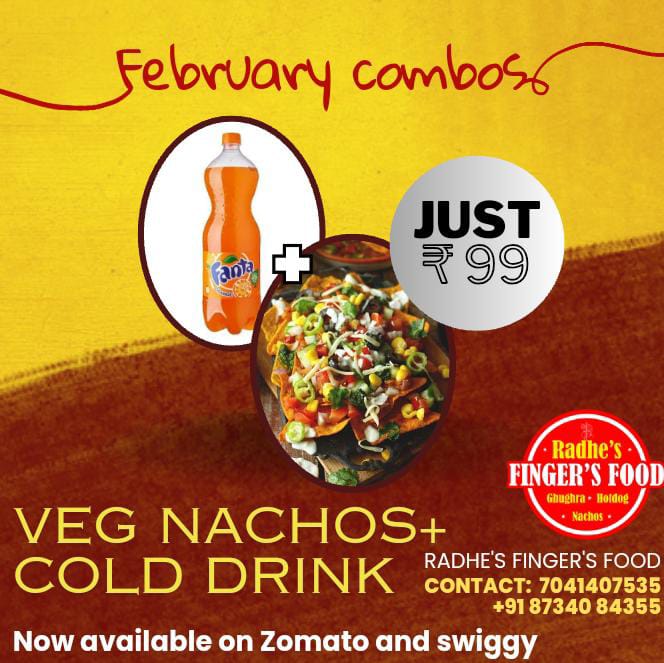 February combos
JUST
₹ 99
Fanta
Radhe's
FINGER'S FOOD
Ghughra • Hotdog
• Nachos •
VEG NACHOS+
COLD DRINK
RADHE'S FINGER'S FOOD
CONTACT: 7041407535
+91 87340 84355
Now available on Zomato and swiggy